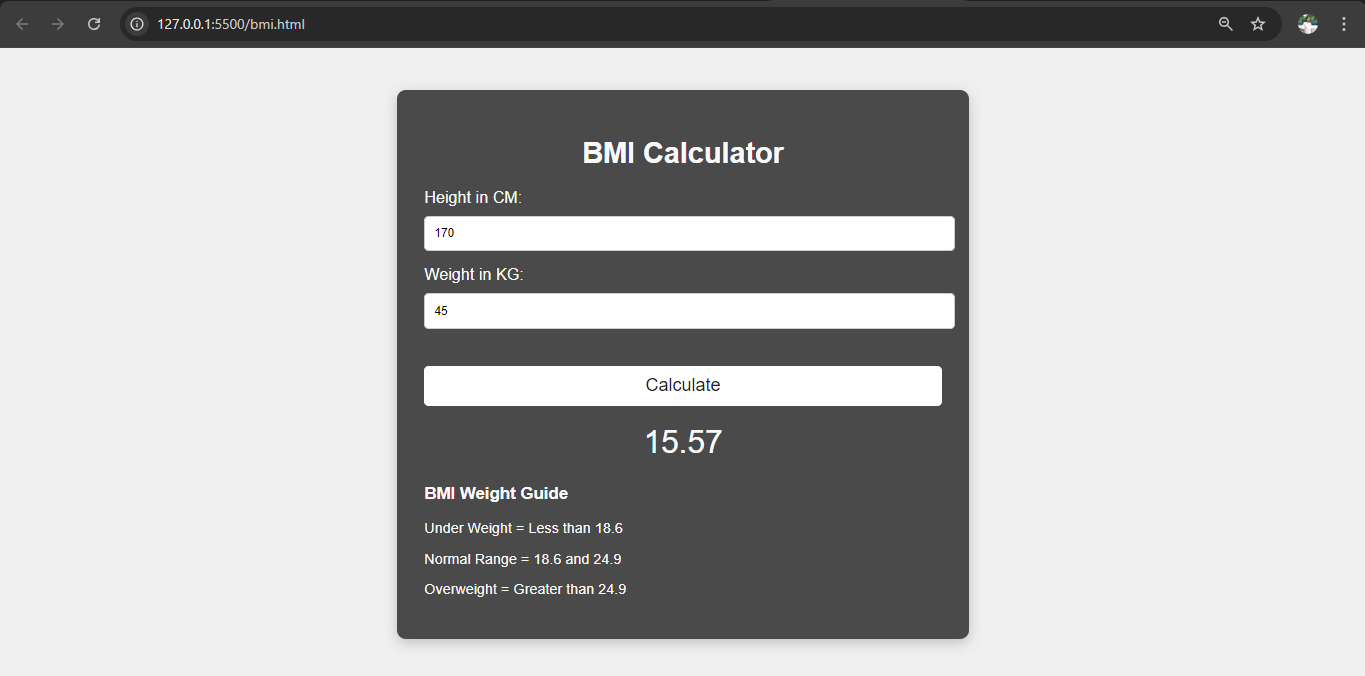 127.0.0.1:5500/bmi.html
BMI Calculator
Height in CM:
170
Weight in KG:
45
Calculate
15.57
BMI Weight Guide
Under Weight = Less than 18.6
Normal Range = 18.6 and 24.9
Overweight = Greater than 24.9